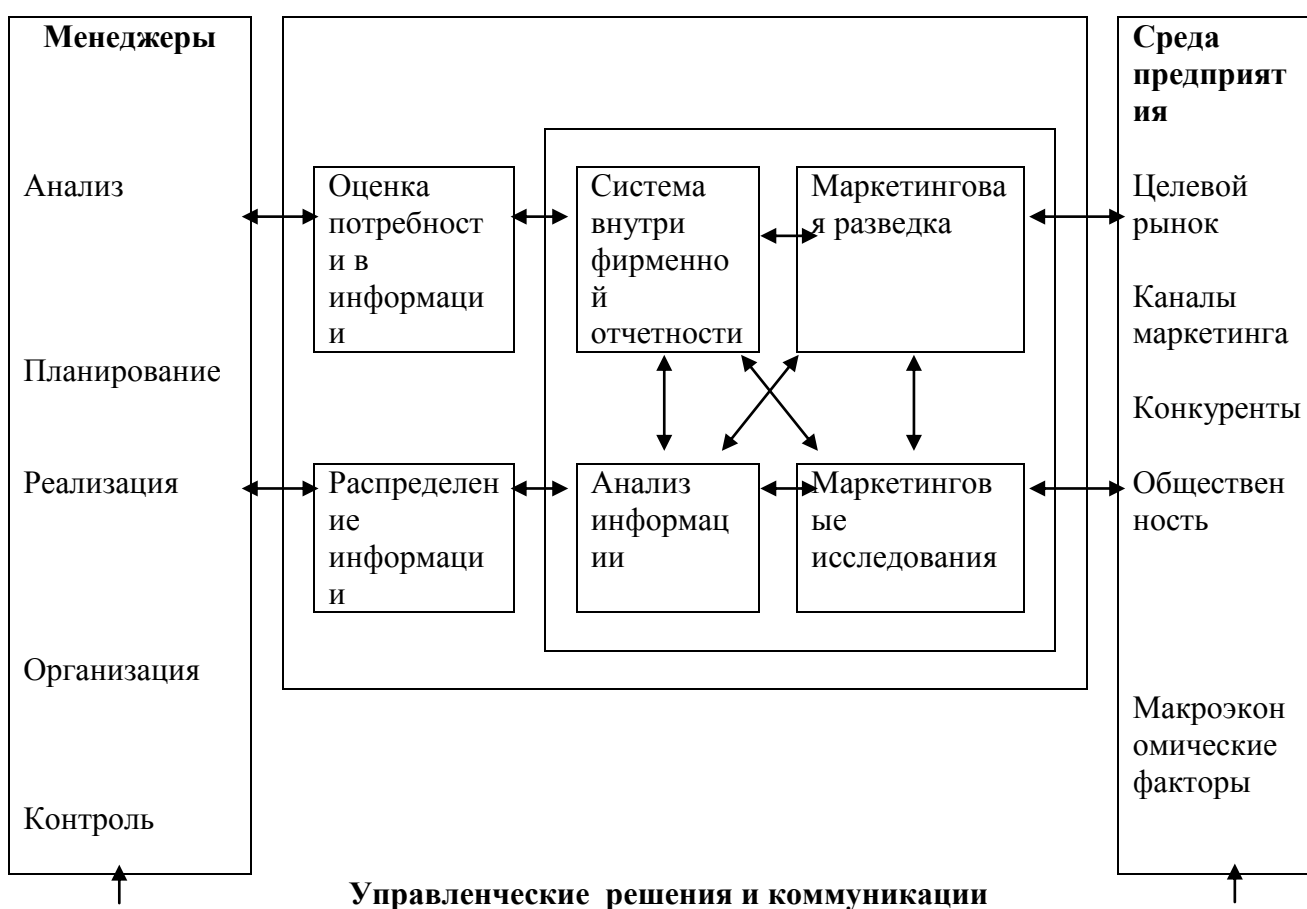 Менеджеры
Анализ
Планирование
Реализация
Организация
Контроль
Оценка
потребност
и в
информаци
и
Система
внутри
фирменно
й
отчетности
Маркетингова
я разведка
Распределен
ие
информаци
и
Анализ
информац
ии
Маркетингов
ые
исследования
Среда
предприят
ия
Целевой
рынок
Каналы
маркетинга
Конкуренты
Обществен
ность
Макроэкон
омические
факторы
Управленческие решения и коммуникации